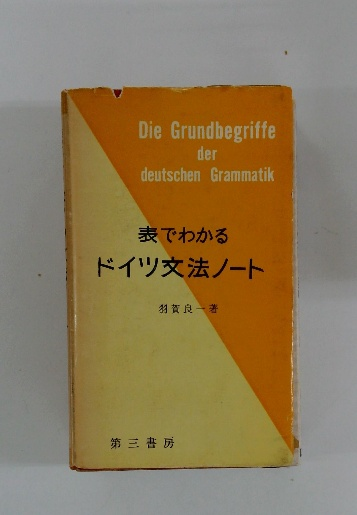 Die Grundbegriffe
der
deutschen Grammatik
表でわかる
ドイツ文法ノート
羽賀良一著
第三書房